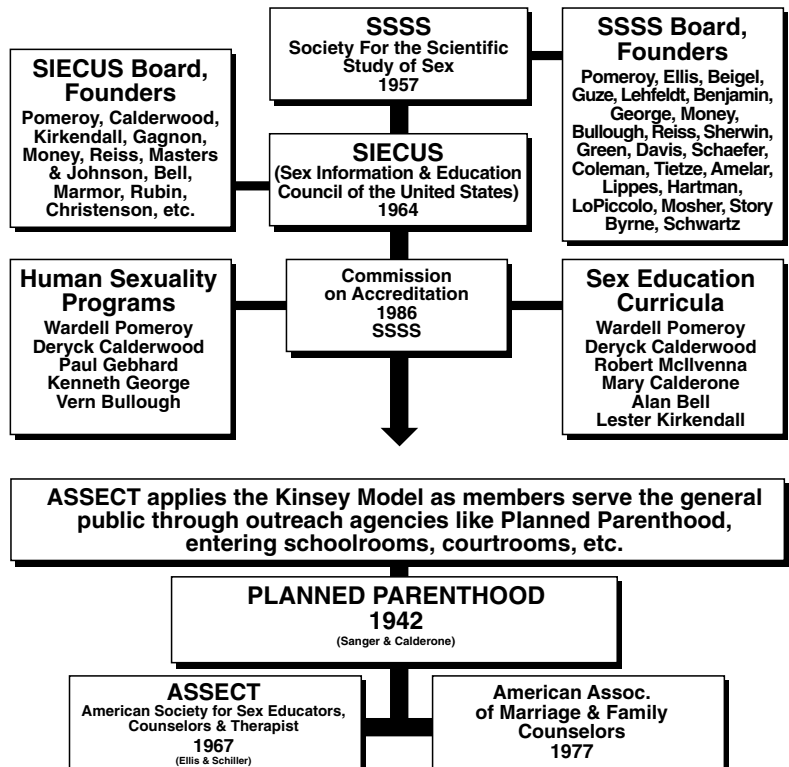 SSSS
Society For the Scientific
Study of Sex
1957
SIECUS Board,
Founders
Pomeroy, Calderwood,
Kirkendall, Gagnon,
Money, Reiss, Masters
& Johnson, Bell,
Marmor, Rubin,
Christenson, etc.
SSSS Board,
Founders
Pomeroy, Ellis, Beigel,
Guze, Lehfeldt, Benjamin,
George, Money,
Bullough, Reiss, Sherwin,
Green, Davis, Schaefer,
Coleman, Tietze, Amelar,
Lippes, Hartman,
LoPiccolo, Mosher, Story
Byrne, Schwartz
SIECUS
(Sex Information & Education
Council of the United States)
1964
Human Sexuality
Programs
Wardell Pomeroy
Deryck Calderwood
Paul Gebhard
Kenneth George
Vern Bullough
Commission
on Accreditation
1986
SSSS
Sex Education
Curricula
Wardell Pomeroy
Deryck Calderwood
Robert McIlvenna
Mary Calderone
Alan Bell
Lester Kirkendall
ASSECT applies the Kinsey Model as members serve the general
public through outreach agencies like Planned Parenthood,
entering schoolrooms, courtrooms, etc.
PLANNED PARENTHOOD
1942
(Sanger & Calderone)
ASSECT
American Society for Sex Educators,
Counselors & Therapist
1967
(Ellis & Schiller)
American Assoc.
of Marriage & Family
Counselors
1977